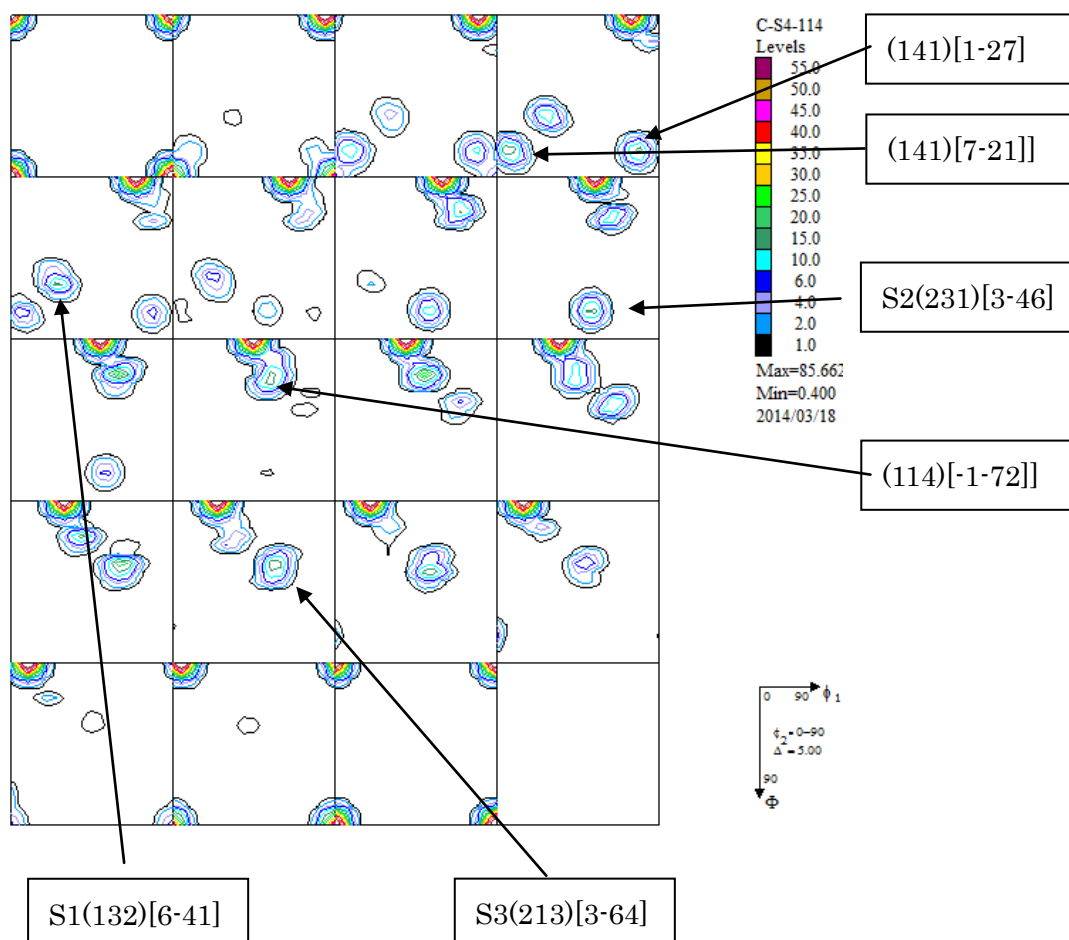 C-S4-114
Levels
55.0
50.0
45.0
40.0
35.0
30.0
25.0
20.0
15.0
10.0
6.0
4.0
2.0
1.0
Max=85.662
Min=0.400
2014/03/18
(141)[1-27]
(141)[7-21]]
S2(231)[3-46]
(114)[-1-72]]
0 90 ϕ 1
ϕ2=0-90
Δ =5.00
90
Φ
S1(132)[6-41]
S3(213)[3-64]